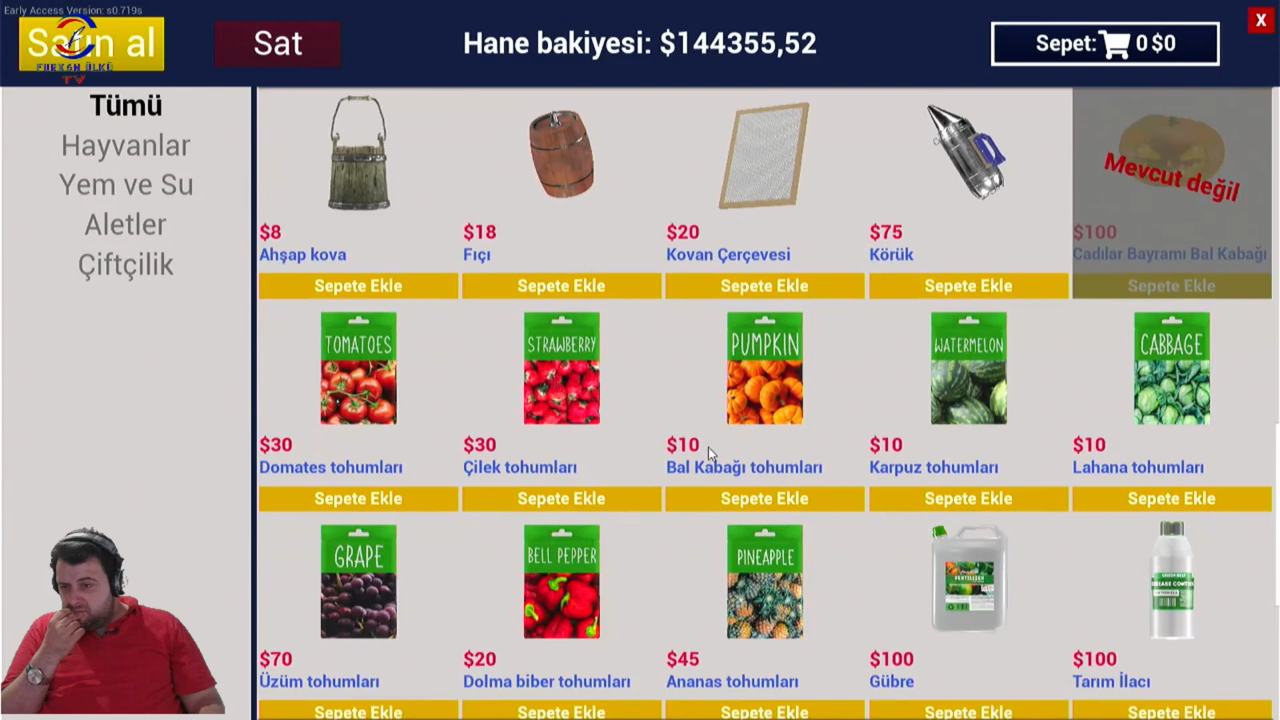 Early Access Version: s0.719s
Satın al
FURKAN ÜLKÜ
TV
Sat
Hane bakiyesi: $144355,52
Sepet: 0 $0
X
Tümü
Hayvanlar
Yem ve Su
Aletler
Çiftçilik
$8
Ahşap kova
Sepete Ekle
$18
Fıçı
Sepete Ekle
$20
Kovan Çerçevesi
Sepete Ekle
$75
Körük
Sepete Ekle
Mevcut değil
$100
Cadılar Bayramı Bal Kabağı
Sepete Ekle
TOMATOES
$30
Domates tohumları
Sepete Ekle
STRAWBERRY
$30
Çilek tohumları
Sepete Ekle
PUMPKIN
$10
Bal Kabağı tohumları
Sepete Ekle
WATERMELON
$10
Karpuz tohumları
Sepete Ekle
CABBAGE
$10
Lahana tohumları
Sepete Ekle
GRAPE
$70
Üzüm tohumları
Sepete Ekle
BELL PEPPER
$20
Dolma biber tohumları
Sepete Ekle
PINEAPPLE
$45
Ananas tohumları
Sepete Ekle
FERTILIZER
$100
Gübre
Sepete Ekle
$100
Tarım İlacı
Sepete Ekle